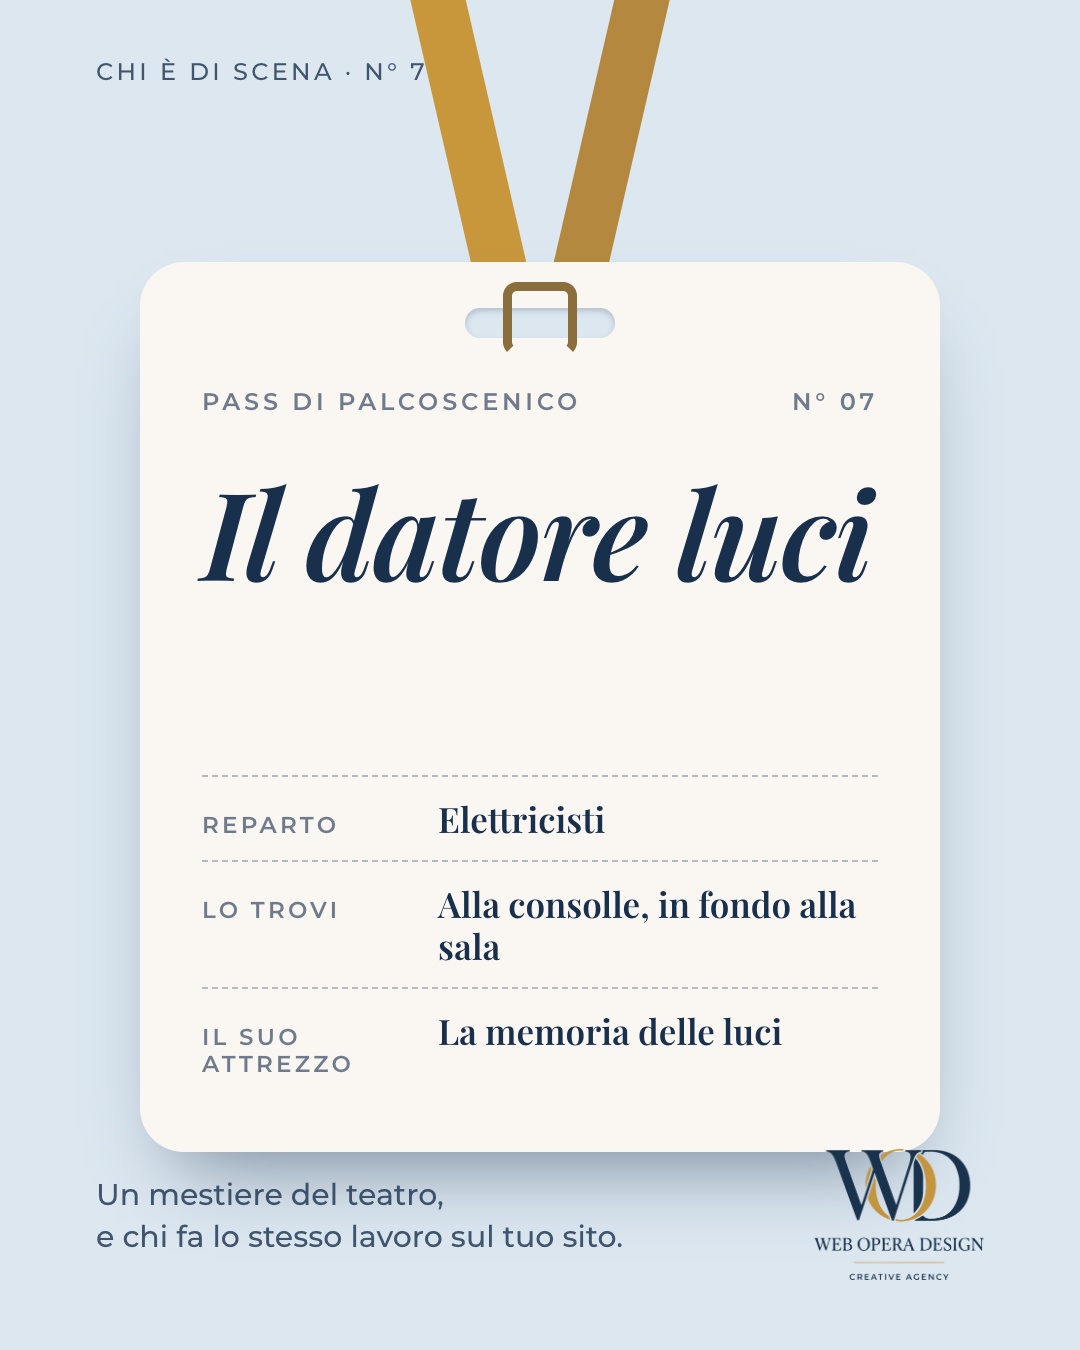 CHI È DI SCENA · N° 7
PASS DI PALCOSCENICO
N° 07
Il datore luci
REPARTO
Elettricisti
LO TROVI
Alla consolle, in fondo alla
sala
IL SUO
ATTREZZO
La memoria delle luci
Un mestiere del teatro,
e chi fa lo stesso lavoro sul tuo sito.
WOD
WEB OPERA DESIGN
CREATIVE AGENCY